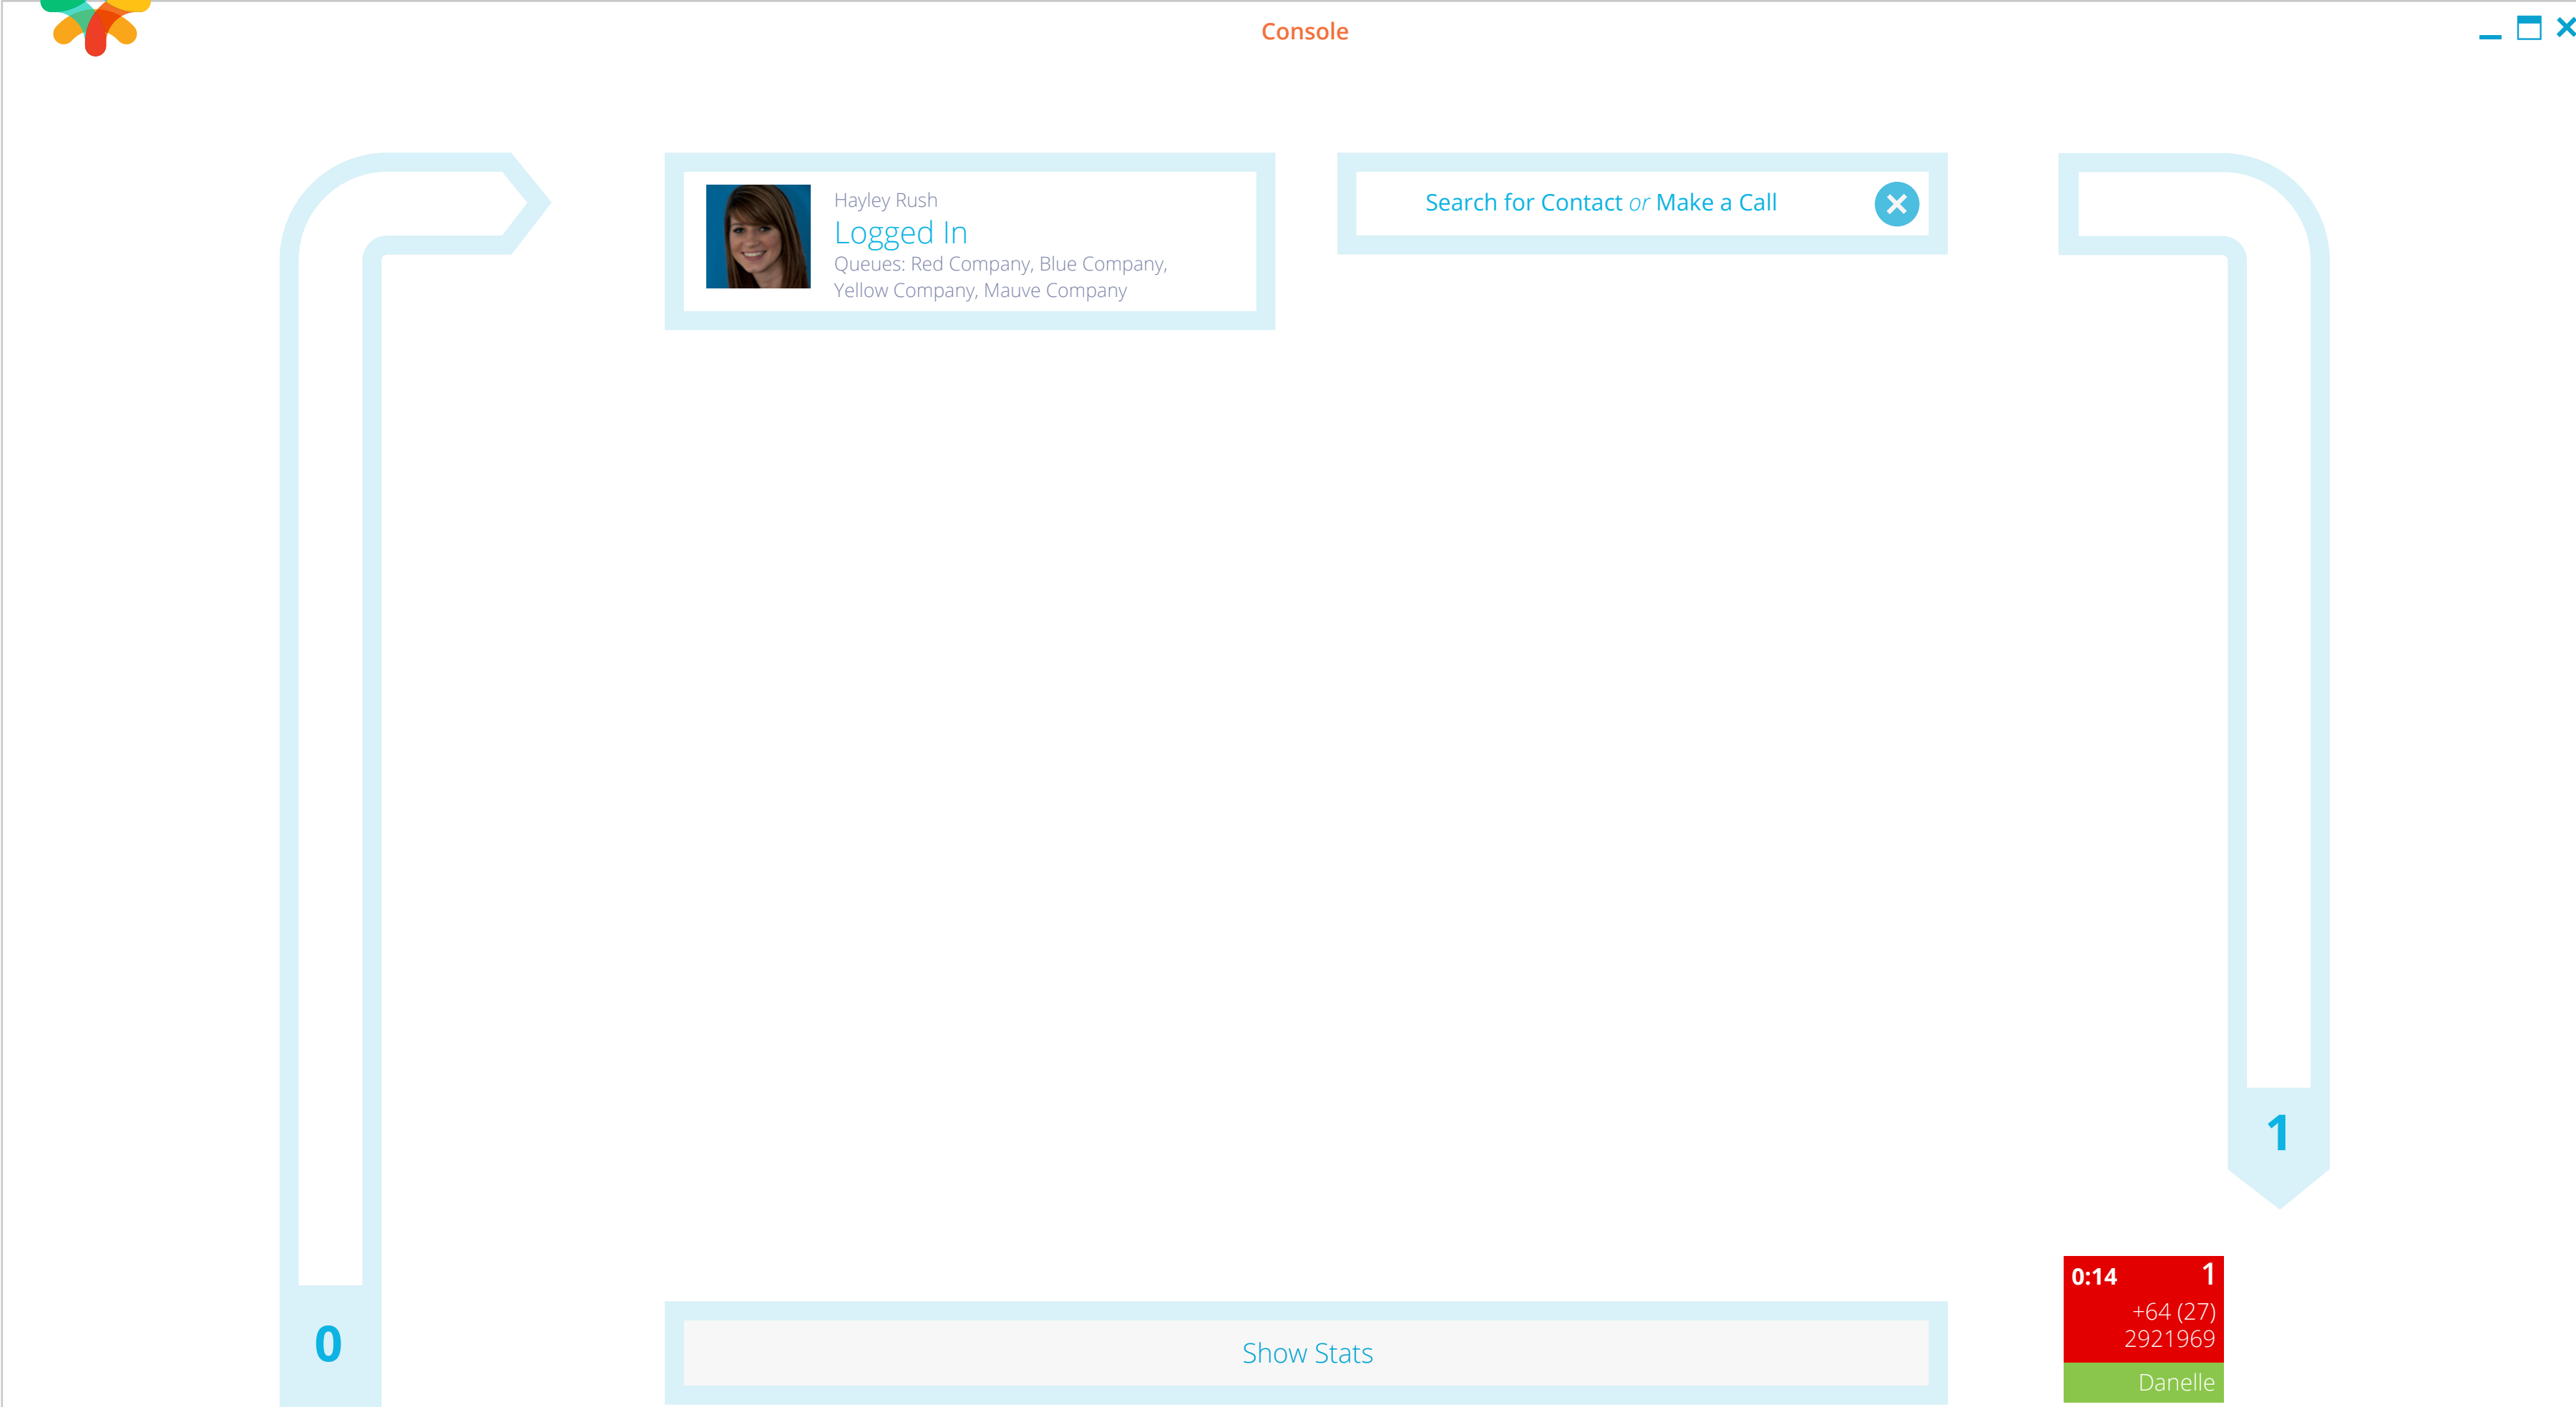 Console
Hayley Rush
Logged In
Queues: Red Company, Blue Company,
Yellow Company, Mauve Company
Search for Contact or Make a Call
1
0
Show Stats
0:14 1
+64 (27)
2921969
Danelle